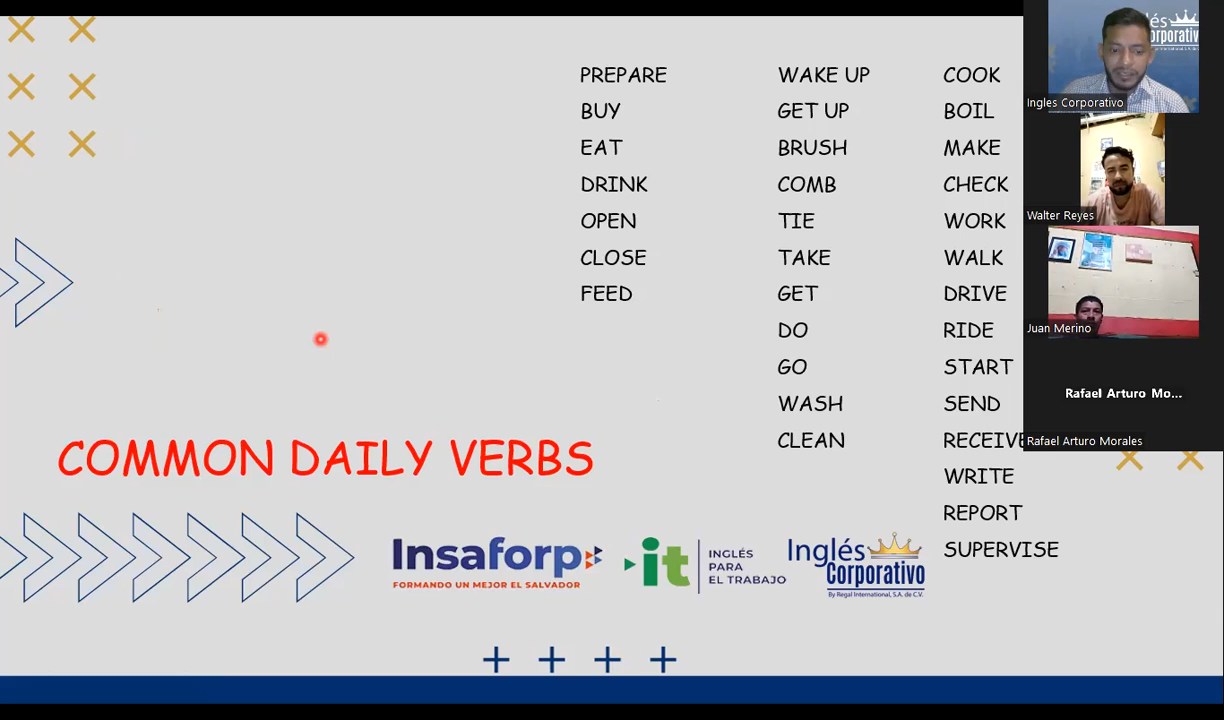 PREPARE
BUY
EAT
DRINK
OPEN
CLOSE
FEED
WAKE UP
GET UP
BRUSH
COMB
TIE
TAKE
GET
DO
GO
WASH
CLEAN
COOK
BOIL
MAKE
CHECK
WORK
WALK
DRIVE
RIDE
START
SEND
RECEIVE
WRITE
REPORT
SUPERVISE
COMMON DAILY VERBS
Insaforp
FORMANDO UN MEJOR EL SALVADOR
it
INGLÉS
PARA
EL TRABAJO
Inglés
Corporativo
By Regal International, S.A. de C.V.
Ingles Corporativo
Walter Reyes
Juan Merino
Rafael Arturo Mo...
Rafael Arturo Morales